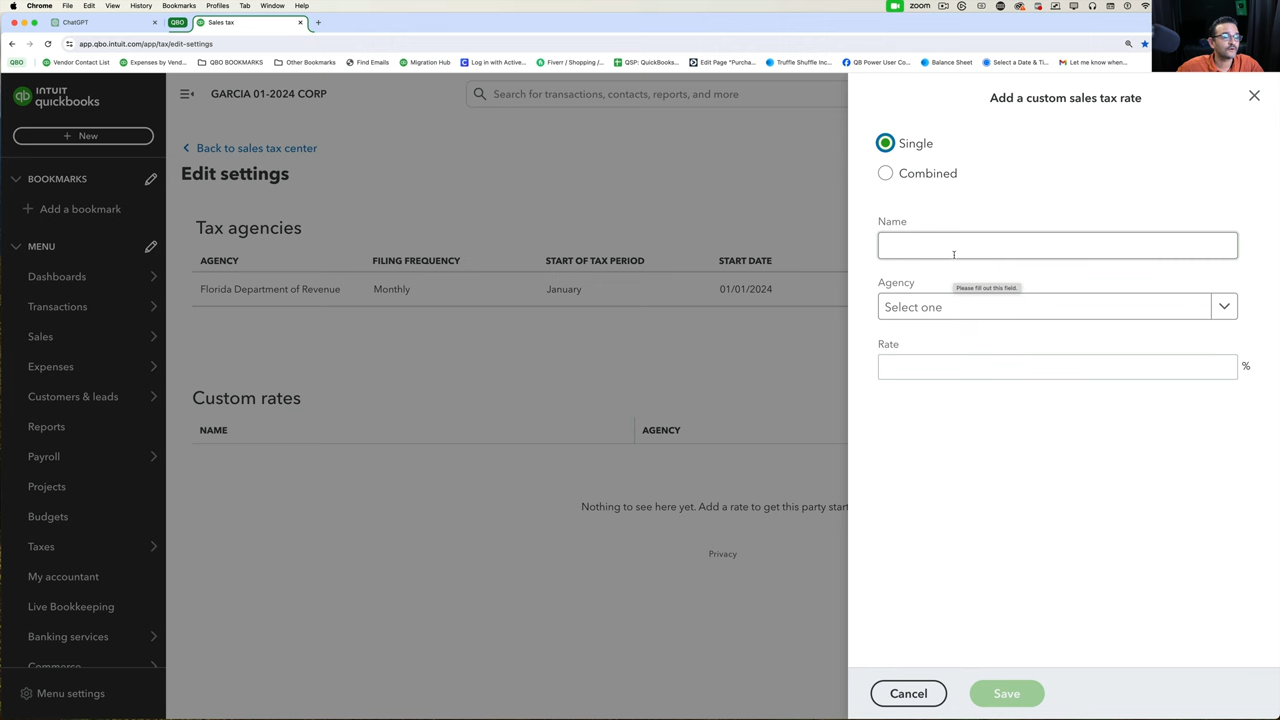 Chrome File Edit View History Bookmarks Profiles Tab Window Help
zoom
ChatGPT
QBO
Sales tax
app.qbo.intuit.com/app/tax/edit-settings
QBO
Vendor Contact List
Expenses by Vend...
QBO BOOKMARKS
Other Bookmarks
Find Emails
Migration Hub
Log in with Active...
Fiverr / Shopping /...
QSP: QuickBooks...
Edit Page "Purcha...
Truffle Shuffle Inc...
QB Power User Co...
Balance Sheet
Select a Date & Ti...
Let me know when...
INTUIT
quickbooks
GARCIA 01-2024 CORP
Search for transactions, contacts, reports, and more
+ New
BOOKMARKS
+ Add a bookmark
MENU
Dashboards
Transactions
Sales
Expenses
Customers & leads
Reports
Payroll
Projects
Budgets
Taxes
My accountant
Live Bookkeeping
Banking services
Commerce
Menu settings
Back to sales tax center
Edit settings
Tax agencies
AGENCY FILING FREQUENCY START OF TAX PERIOD START DATE
Florida Department of Revenue Monthly January 01/01/2024
Custom rates
NAME AGENCY
Nothing to see here yet. Add a rate to get this party start
Privacy
Add a custom sales tax rate
Single
Combined
Name
Agency
Please fill out this field.
Select one
Rate
%
Cancel
Save